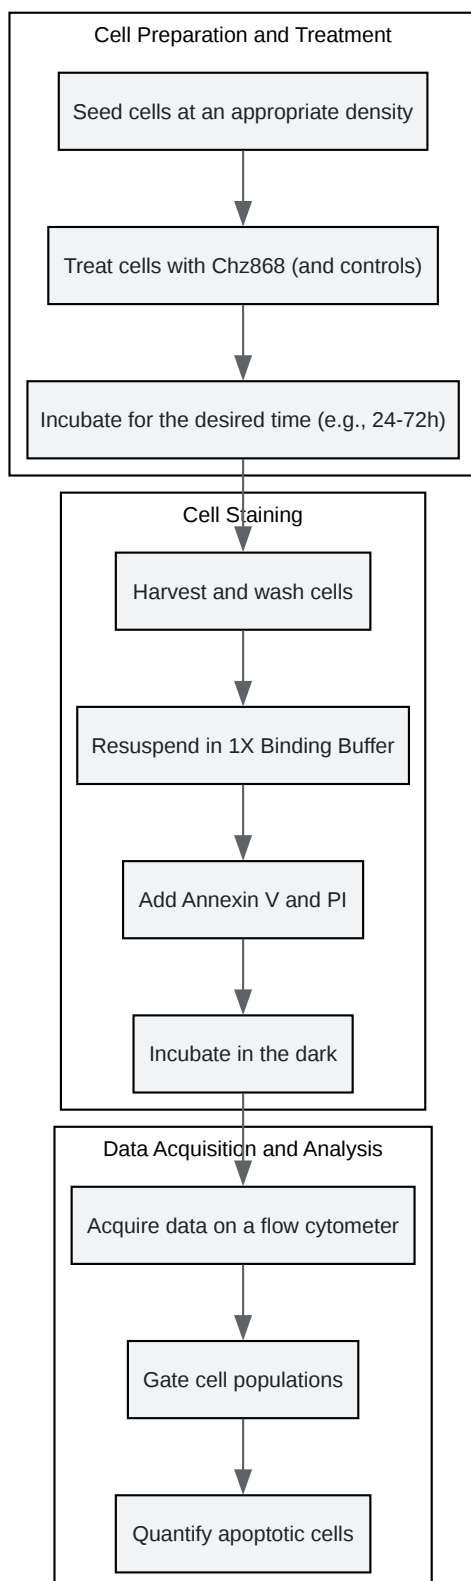 Cell Preparation and Treatment
Seed cells at an appropriate density
Treat cells with Chz868 (and controls)
Incubate for the desired time (e.g., 24-72h)
Cell Staining
Harvest and wash cells
Resuspend in 1X Binding Buffer
Add Annexin V and PI
Incubate in the dark
Data Acquisition and Analysis
Acquire data on a flow cytometer
Gate cell populations
Quantify apoptotic cells